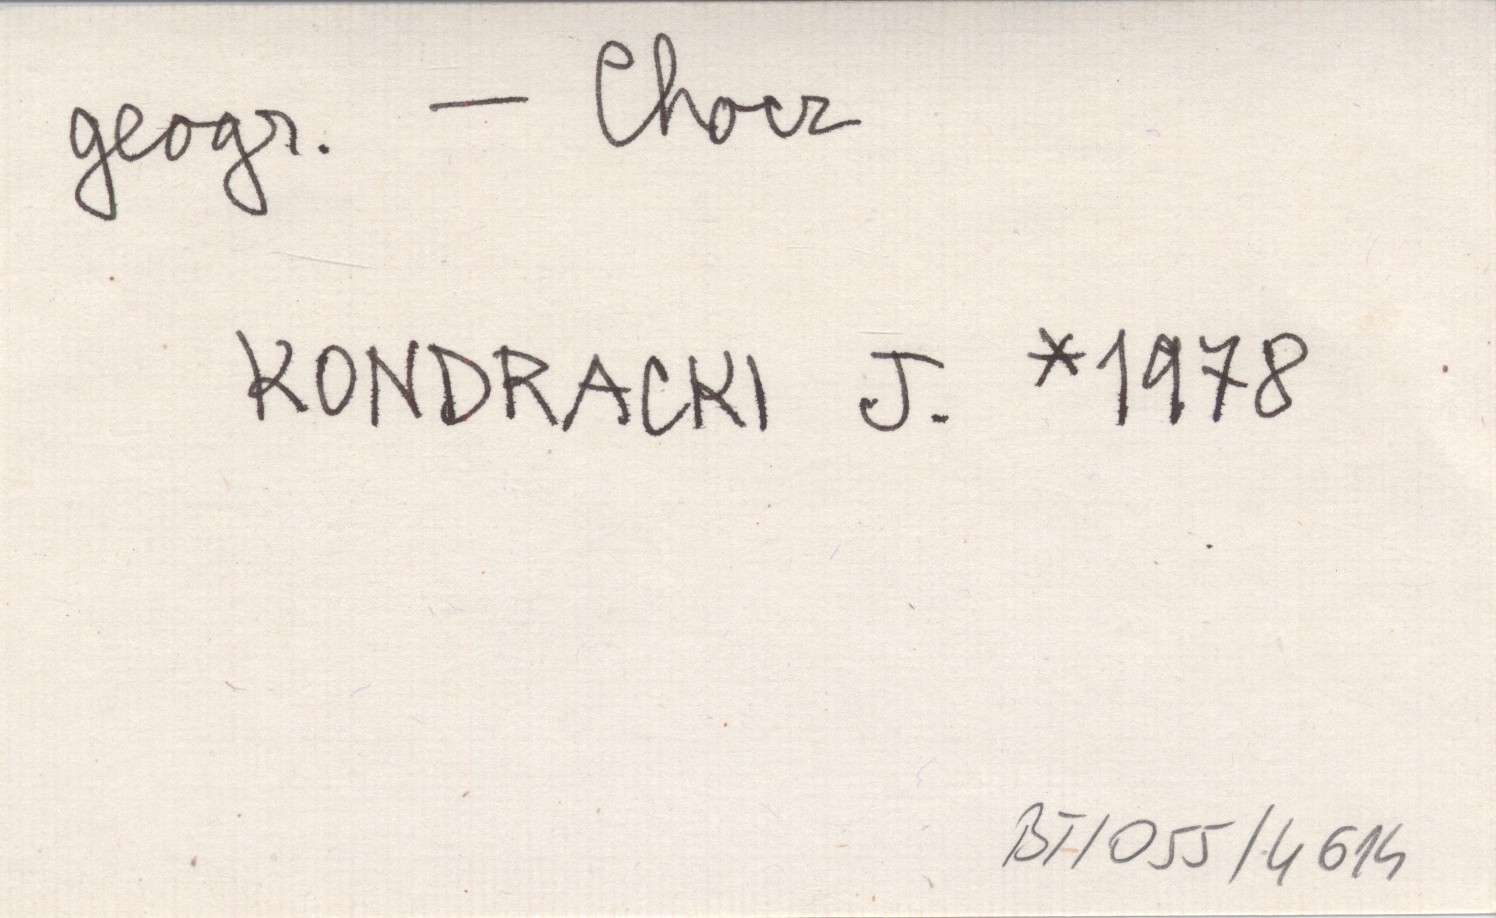 geogr. — Chocz
KONDRACKI J. *1978
BT/055/4614